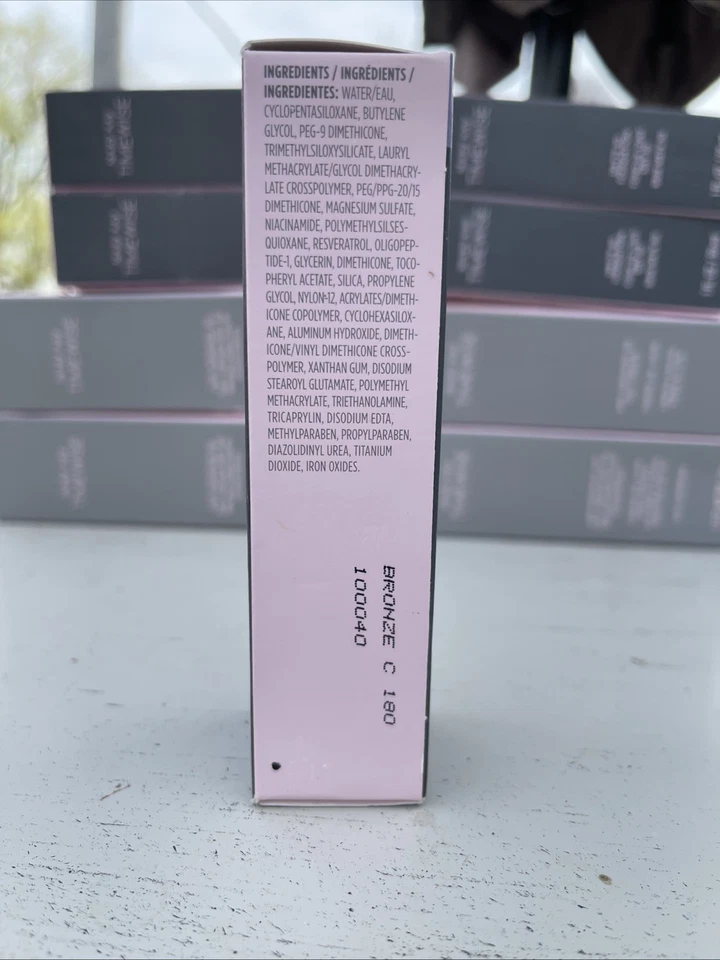 INGREDIENTS / INGRÉDIENTS /
INGREDIENTES: WATER/EAU,
CYCLOPENTASILOXANE, BUTYLENE
GLYCOL, PEG-9 DIMETHICONE,
TRIMETHYLSILOXYSILICATE, LAURYL
METHACRYLATE/GLYCOL DIMETHACRY-
LATE CROSSPOLYMER, PEG/PPG-20/15
DIMETHICONE, MAGNESIUM SULFATE,
NIACINAMIDE, POLYMETHYLSILSES-
QUIOXANE, RESVERATROL, OLIGOPEP-
TIDE-1, GLYCERIN, DIMETHICONE, TOCO-
PHERYL ACETATE, SILICA, PROPYLENE
GLYCOL, NYLON-12, ACRYLATES/DIMETH-
ICONE COPOLYMER, CYCLOHEXASILOX-
ANE, ALUMINUM HYDROXIDE, DIMETH-
ICONE/VINYL DIMETHICONE CROSS-
POLYMER, XANTHAN GUM, DISODIUM
STEAROYL GLUTAMATE, POLYMETHYL
METHACRYLATE, TRIETHANOLAMINE,
TRICAPRYLIN, DISODIUM EDTA,
METHYLPARABEN, PROPYLPARABEN,
DIAZOLIDINYL UREA, TITANIUM
DIOXIDE, IRON OXIDES.
BRONZE C 180
100040